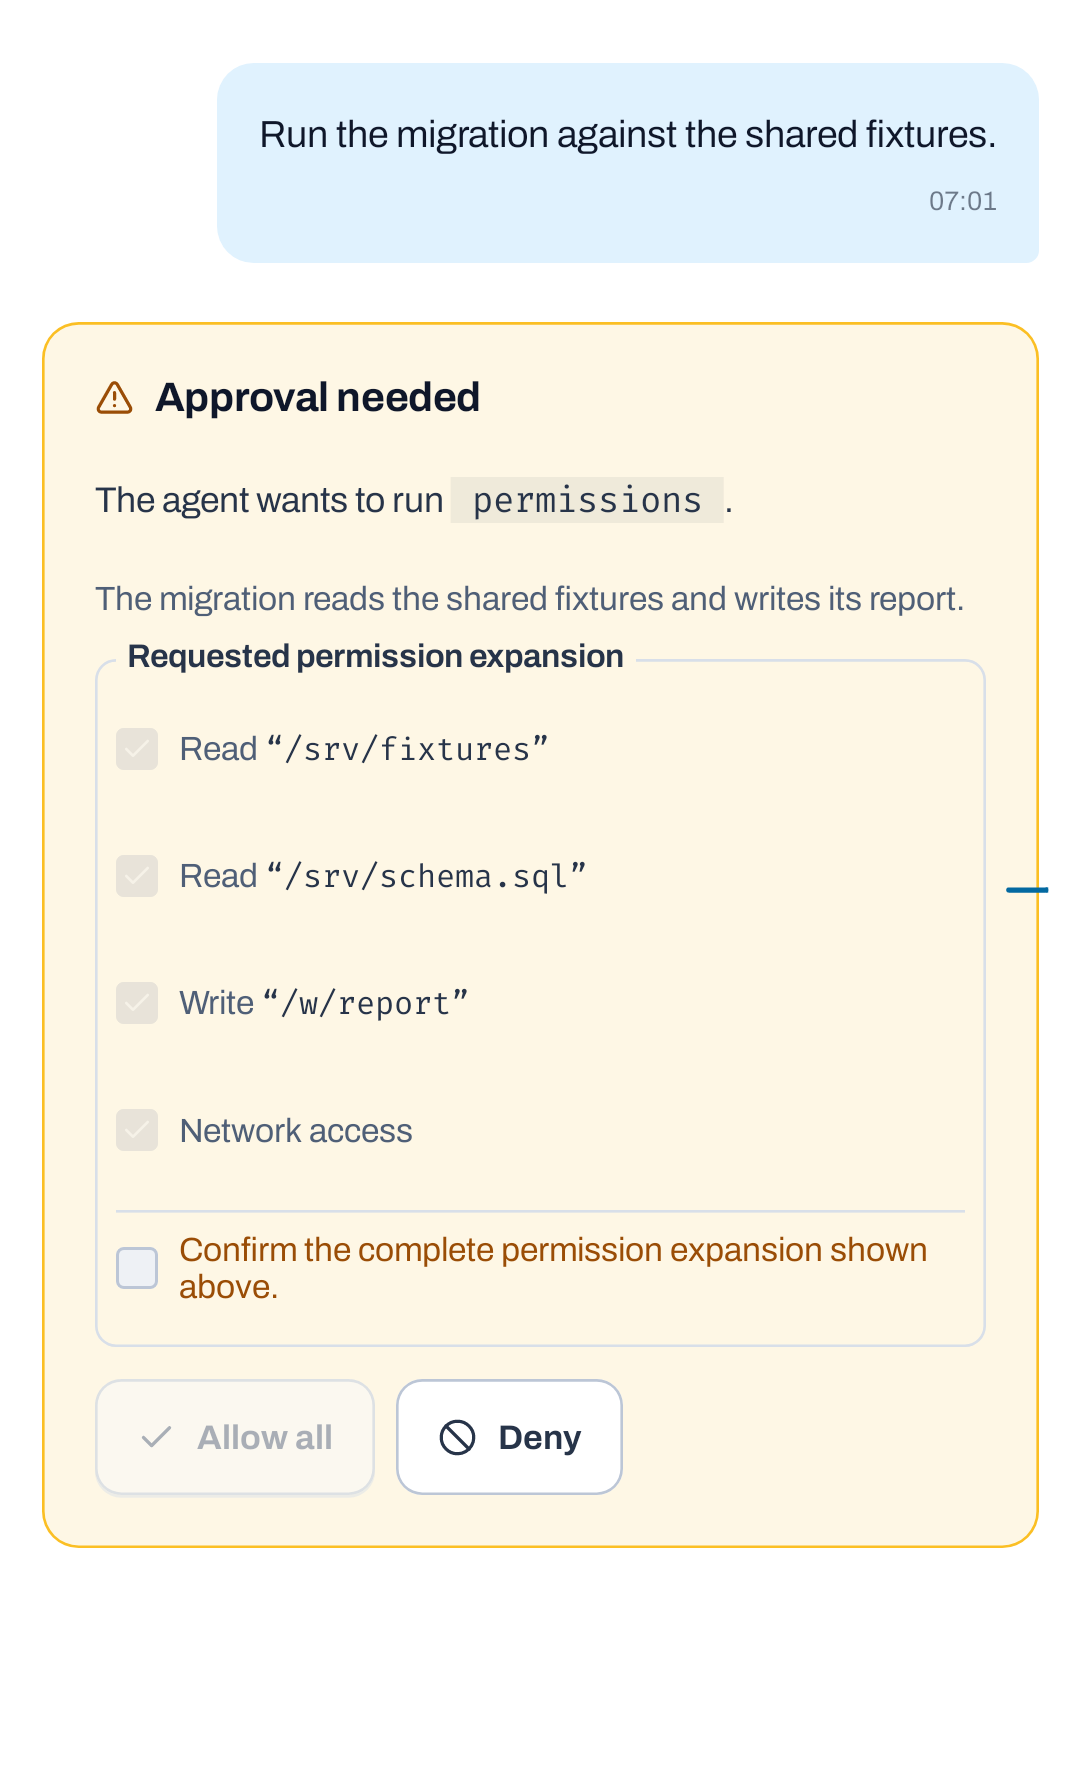 Run the migration against the shared fixtures.
07:01
Approval needed
The agent wants to run permissions.
The migration reads the shared fixtures and writes its report.
Requested permission expansion
Read “/srv/fixtures”
Read “/srv/schema.sql”
Write “/w/report”
Network access
Confirm the complete permission expansion shown
above.
Allow all
Deny